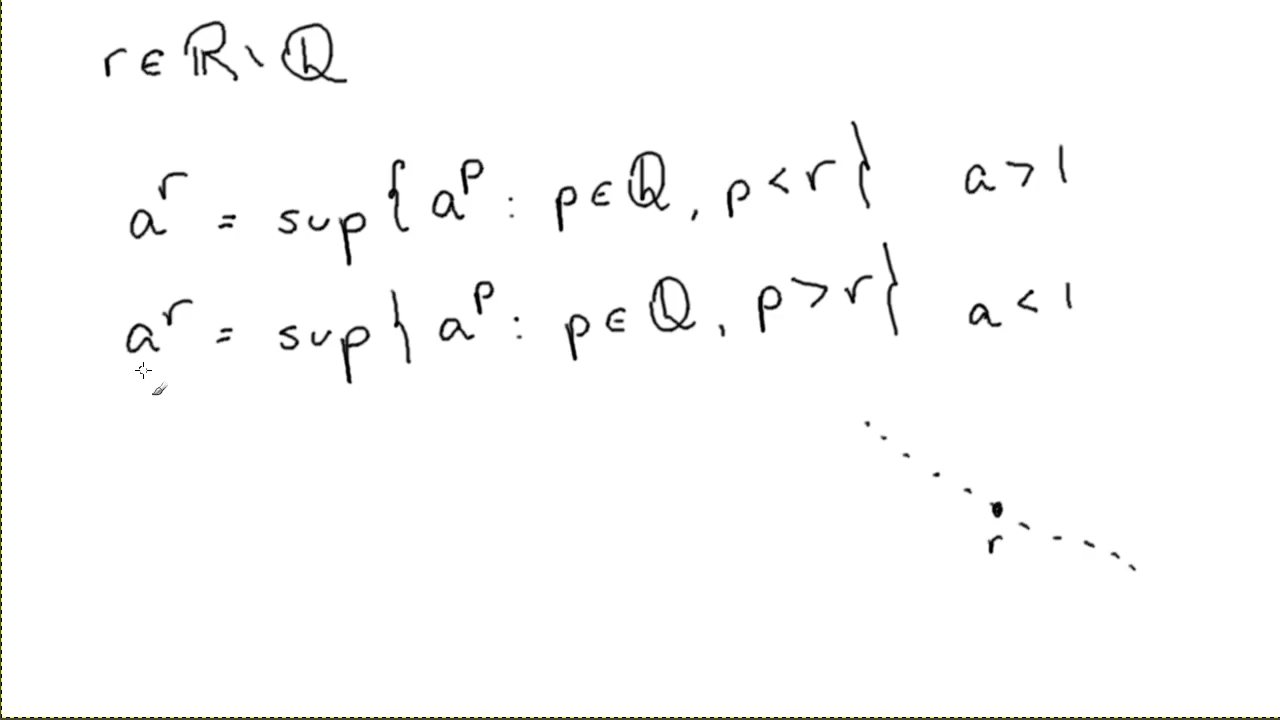 r ∈ ℝ \ ℚ
a^r = sup{ a^p : p ∈ ℚ, p < r } a > 1
a^r = sup{ a^p : p ∈ ℚ, p > r } a < 1
r